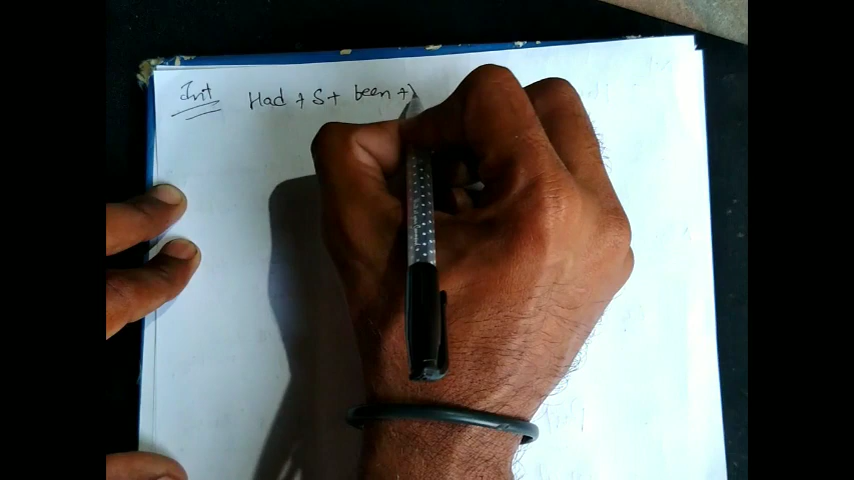 Int Had + S + been +